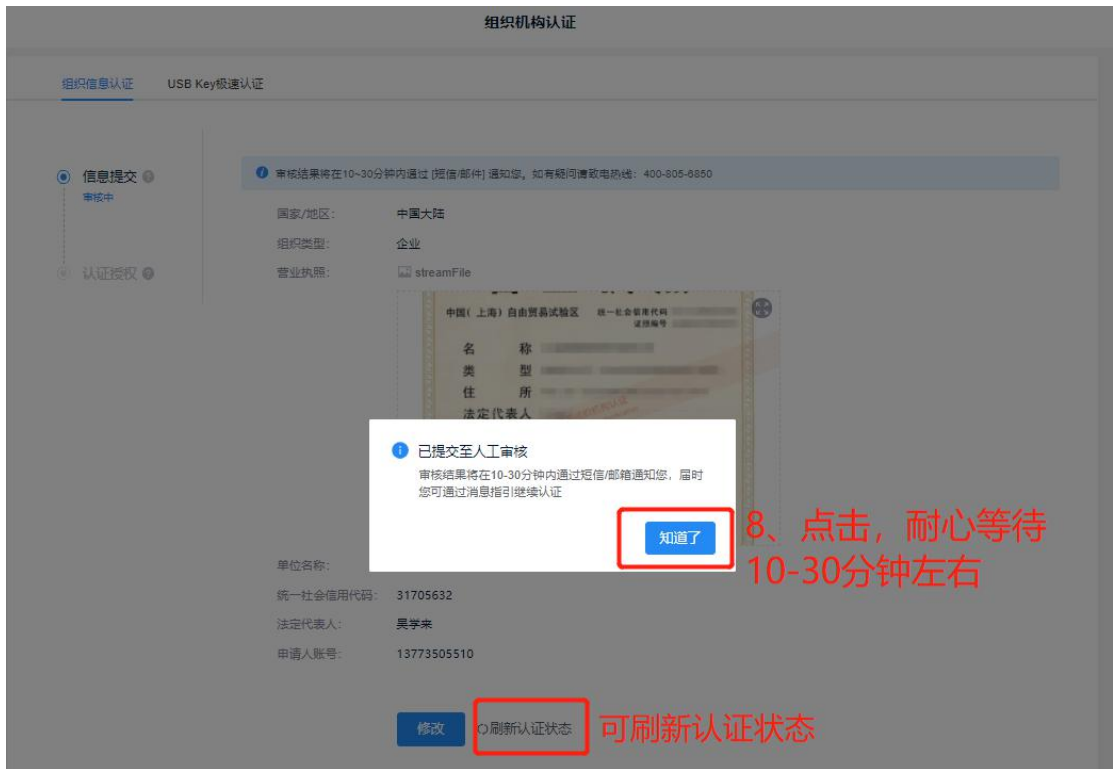 组织机构认证
组织信息认证 USB Key极速认证
信息提交
审核中
认证授权
审核结果将在10~30分钟内通过 [短信/邮件] 通知您，如有疑问请致电热线：400-805-6850
国家/地区： 中国大陆
组织类型： 企业
营业执照： streamFile
中国( 上海) 自由贸易试验区 统一社会信用代码
证照编号
名 称
类 型
住 所
法定代表人
已提交至人工审核
审核结果将在10-30分钟内通过短信/邮箱通知您，届时
您可通过消息指引继续认证
知道了
8、点击，耐心等待
10-30分钟左右
单位名称：
统一社会信用代码： 31705632
法定代表人： 吴学来
申请人账号： 13773505510
修改 刷新认证状态 可刷新认证状态